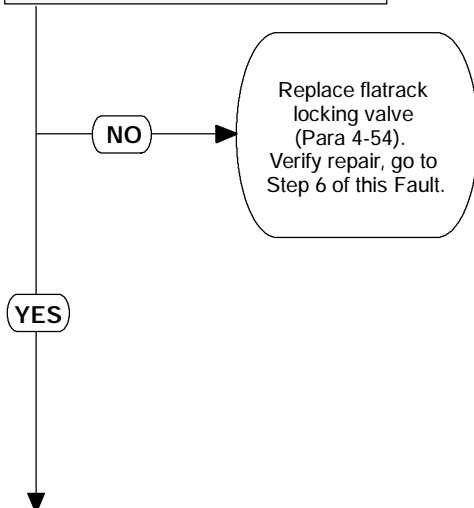 NO
Replace flatrack
locking valve
(Para 4-54).
Verify repair, go to
Step 6 of this Fault.
YES